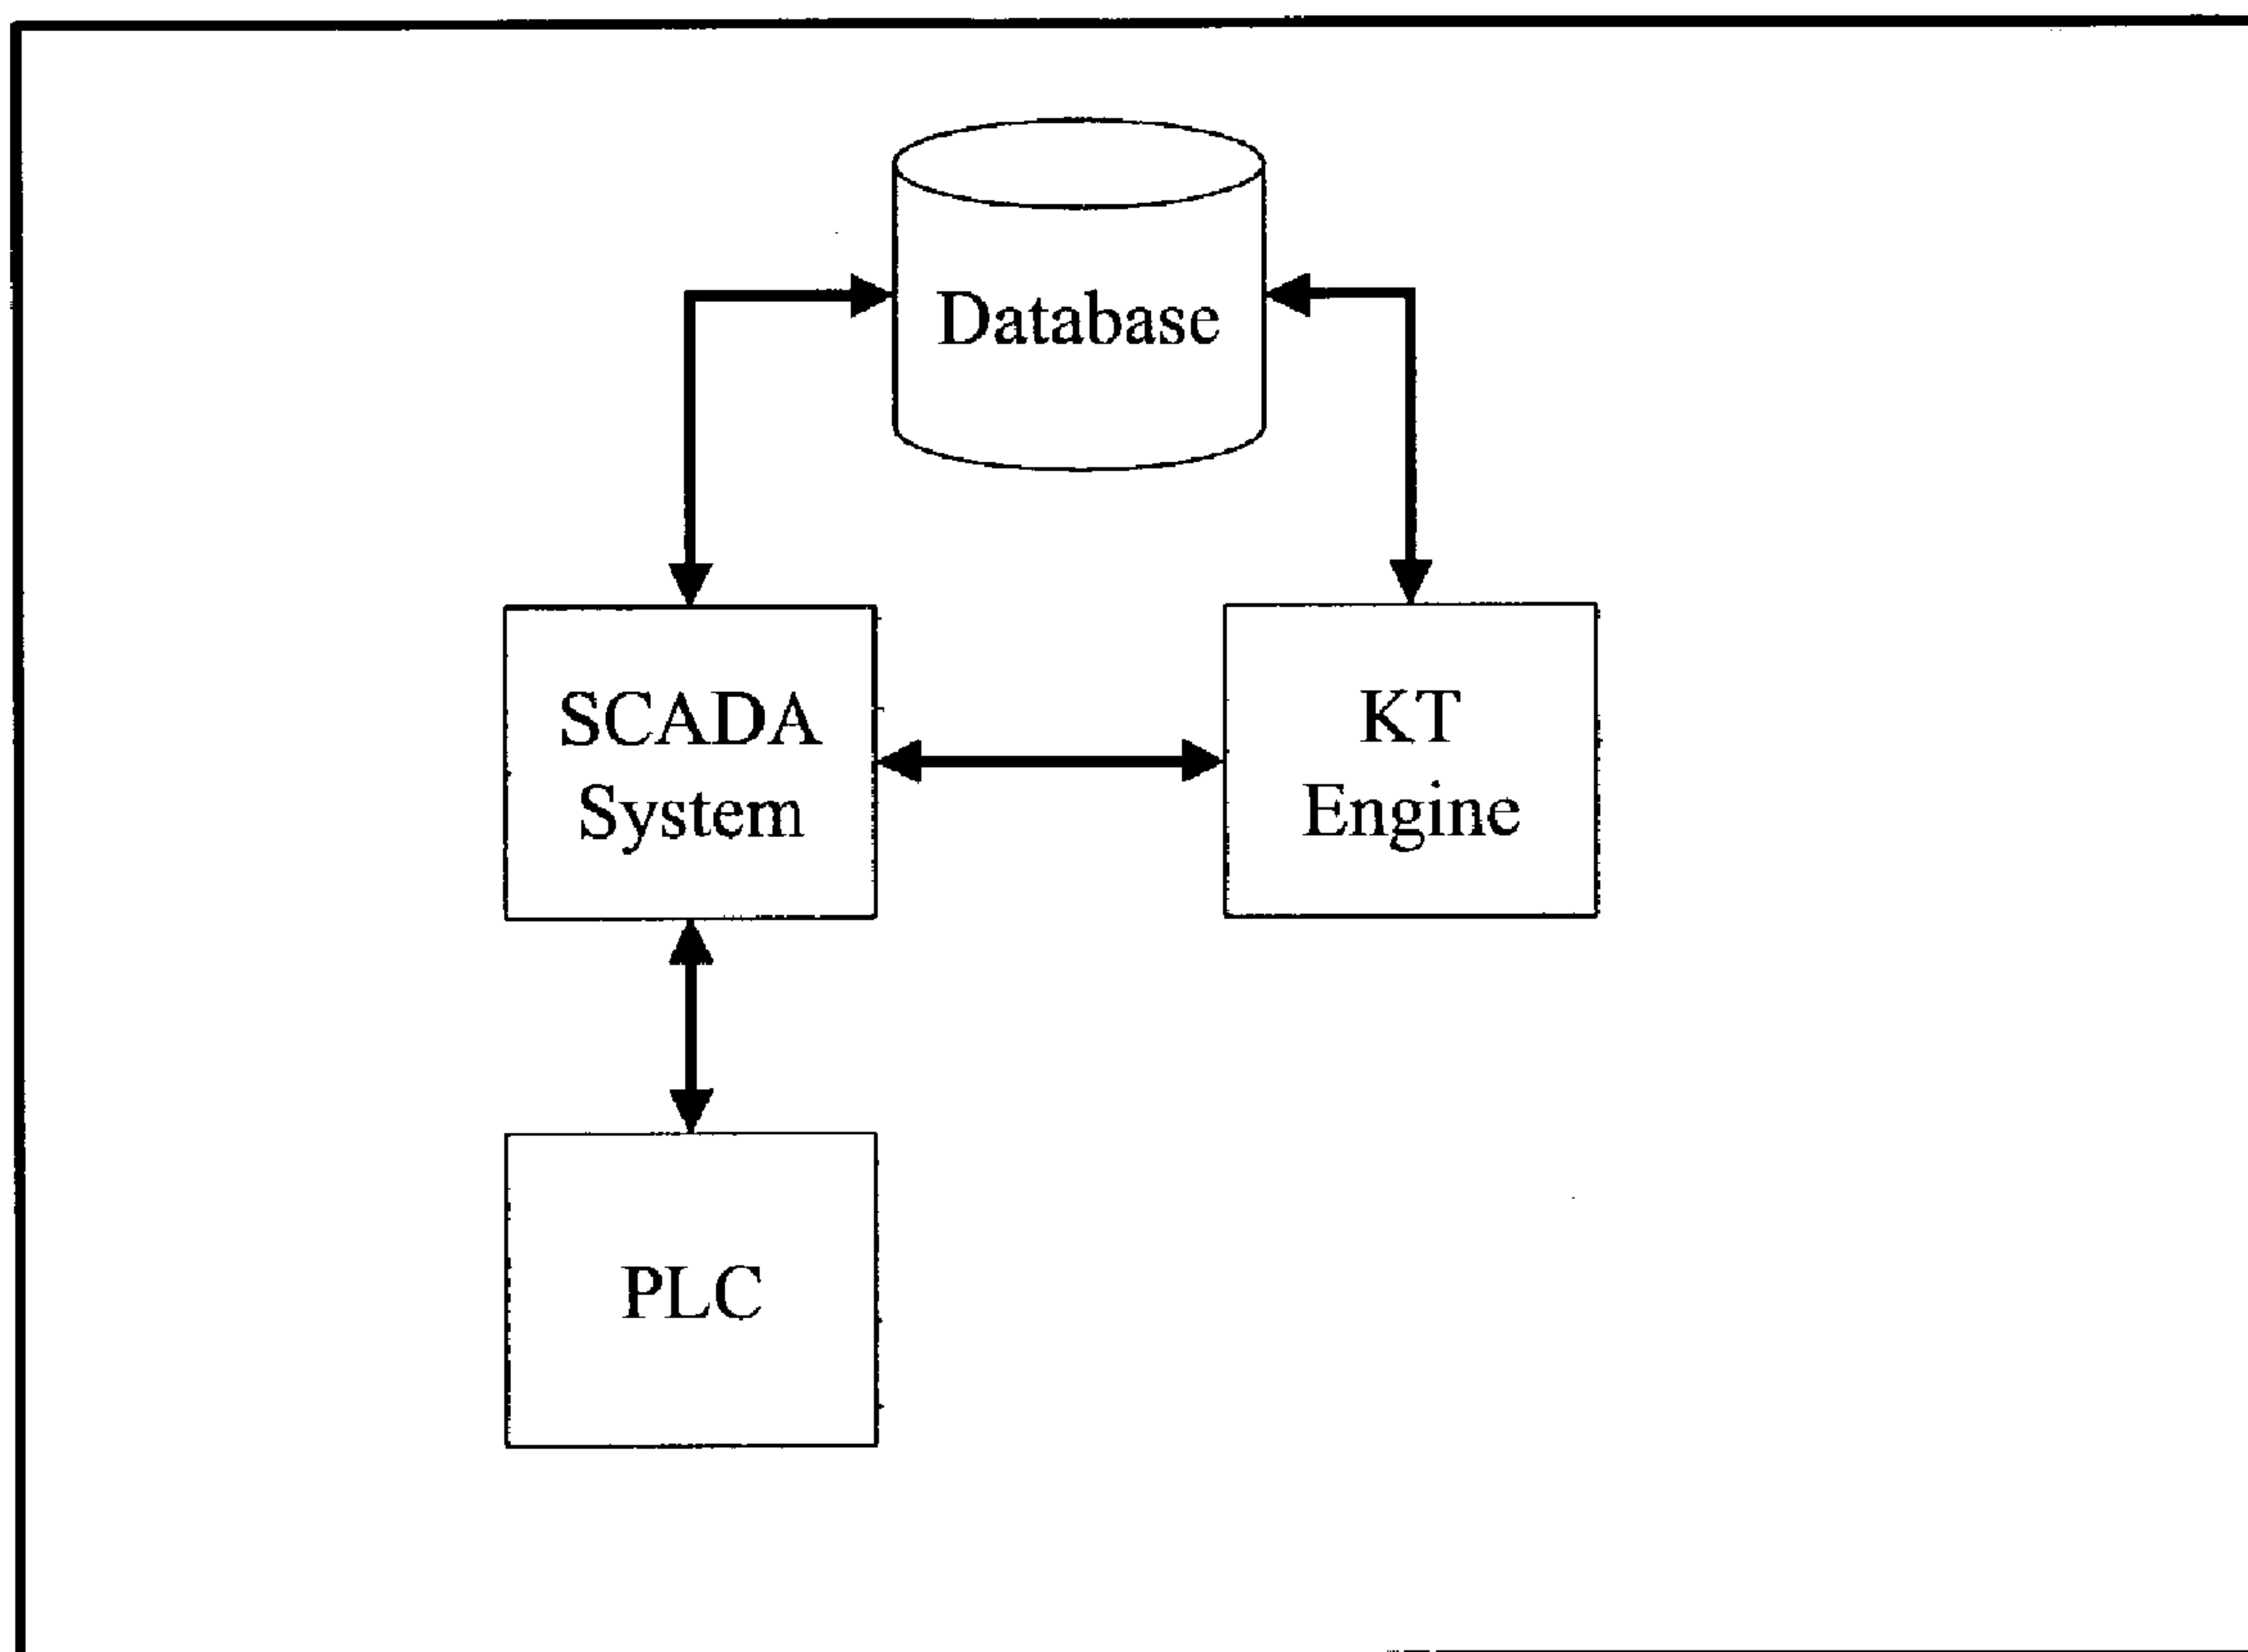 Database
SCADA
System
KT
Engine
PLC